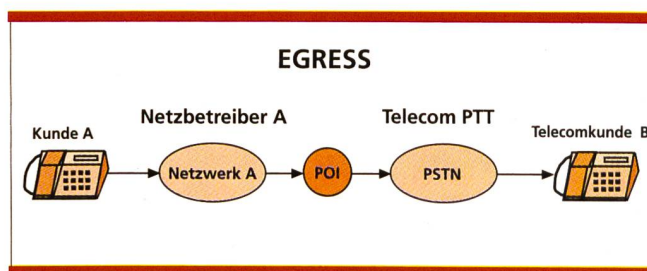 EGRESS
Netzbetreiber A
Telecom PTT
Kunde A
Telecomkunde B
Netzwerk A
POI
PSTN